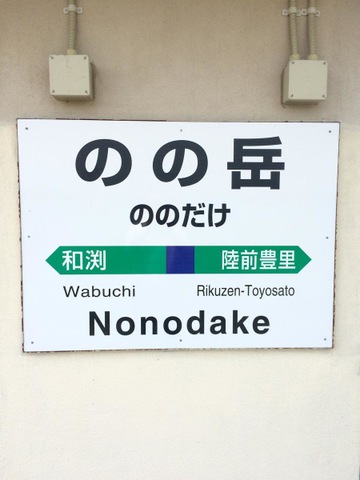 のの岳
ののだけ
和渕 陸前豊里
Wabuchi Rikuzen-Toyosato
Nonodake